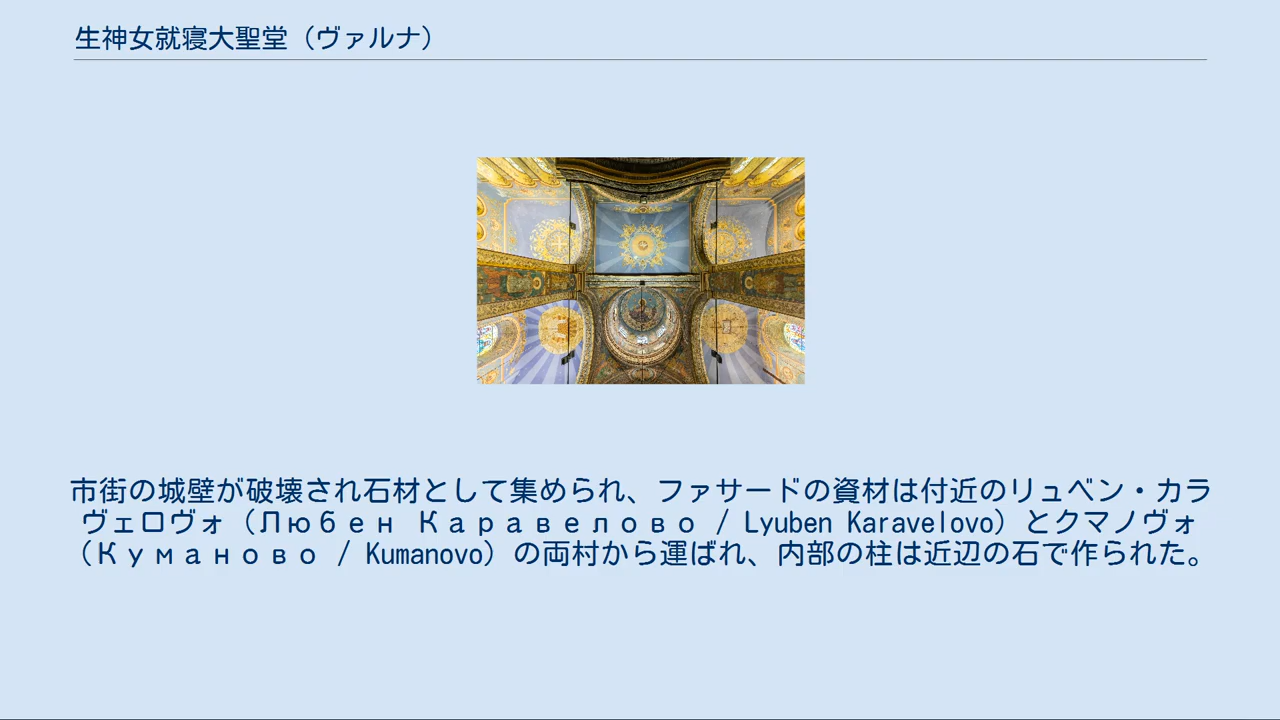 生神女就寝大聖堂（ヴァルナ）
市街の城壁が破壊され石材として集められ、ファサードの資材は付近のリュベン・カラ
ヴェロヴォ（Любен Каравелово / Lyuben Karavelovo）とクマノヴォ
（Куманово / Kumanovo）の両村から運ばれ、内部の柱は近辺の石で作られた。